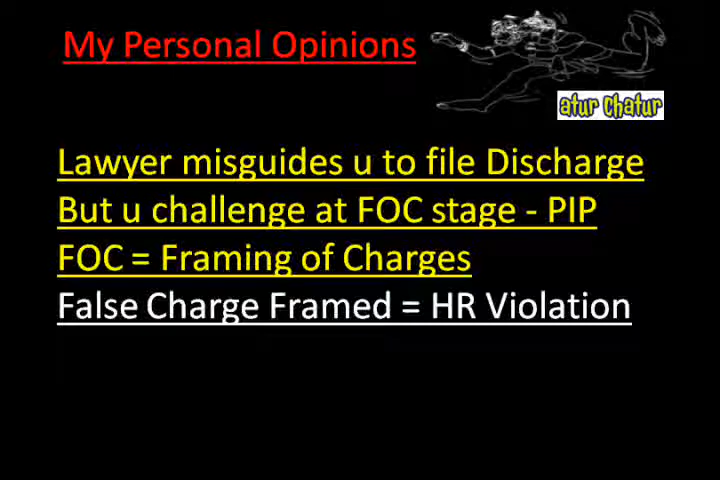 My Personal Opinions
atur chatur
Lawyer misguides u to file Discharge
But u challenge at FOC stage - PIP
FOC = Framing of Charges
False Charge Framed = HR Violation